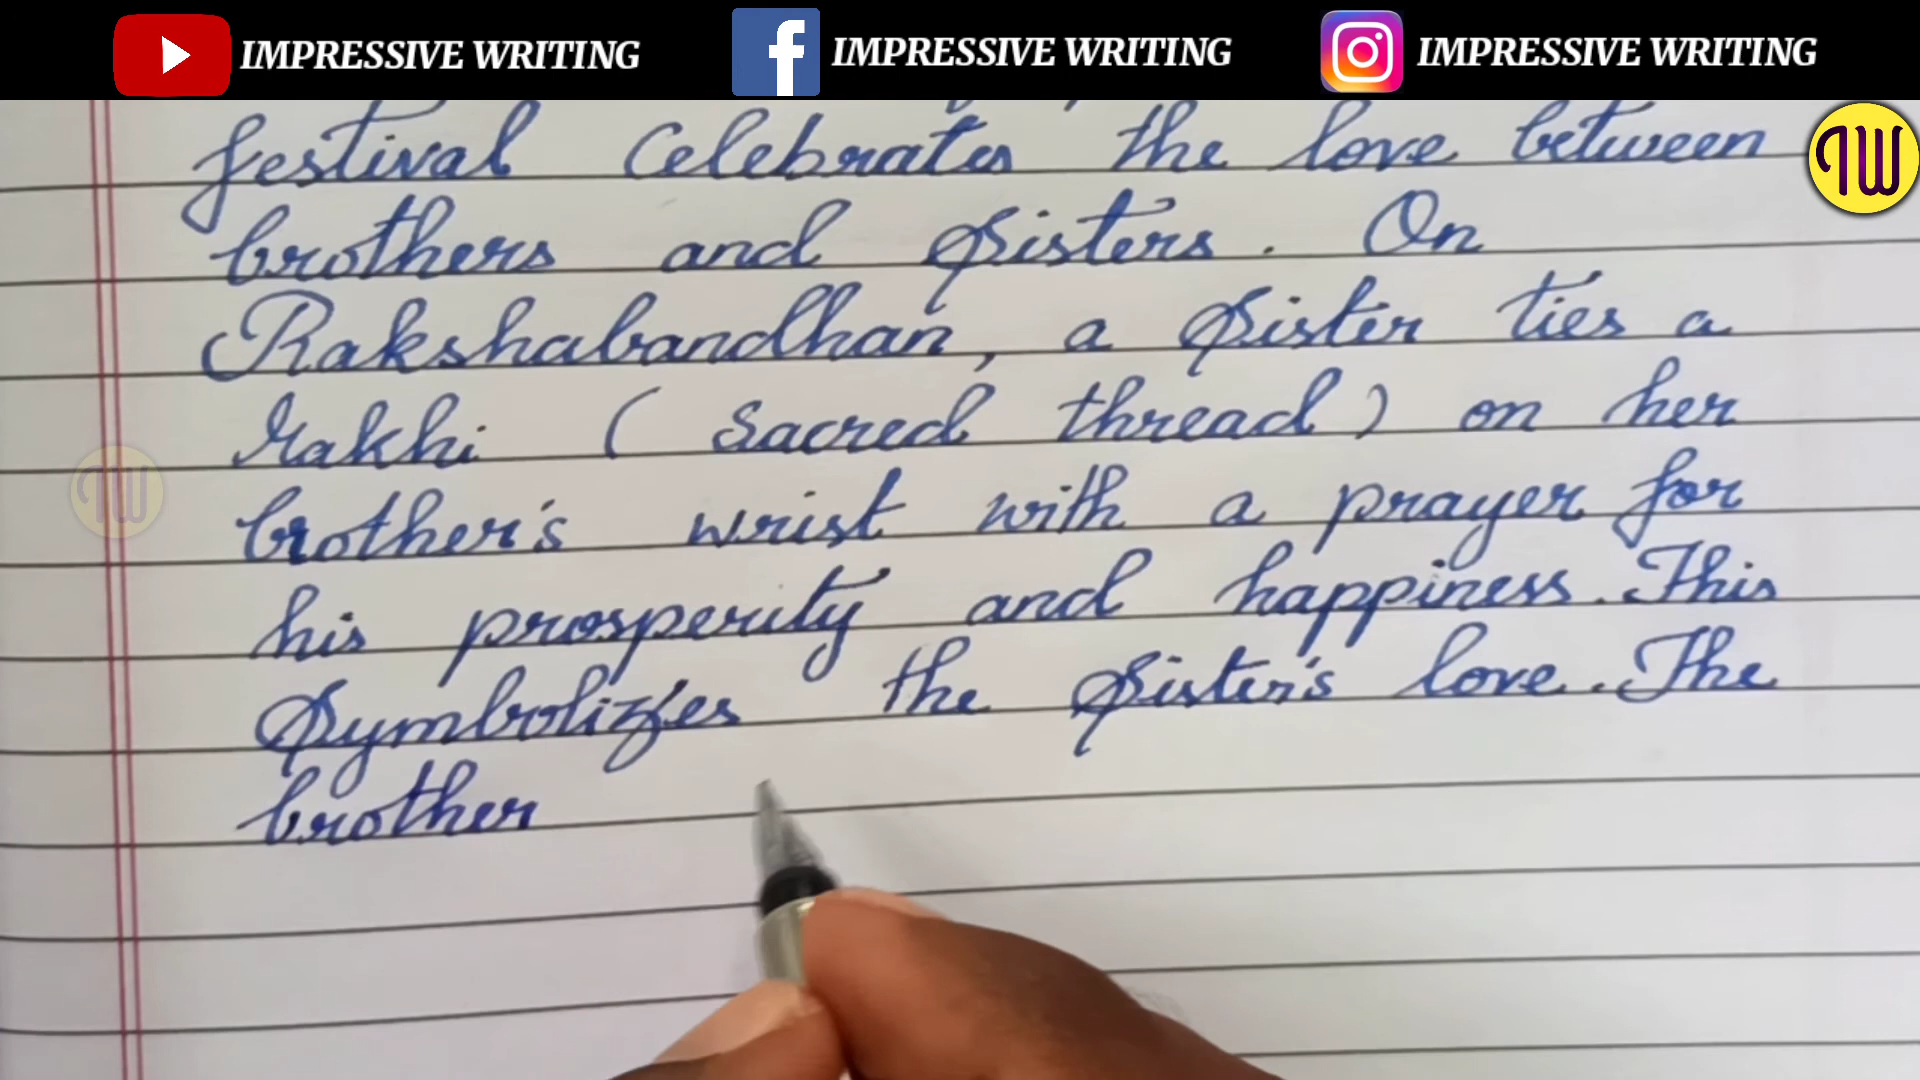 IMPRESSIVE WRITING IMPRESSIVE WRITING IMPRESSIVE WRITING
festival celebrates the love between
IW
brothers and sisters. On
Rakshabandhan, a sister ties a
rakhi (sacred thread) on her
IW
brother's wrist with a prayer for
his prosperity and happiness. This
symbolizes the sister's love. The
brother